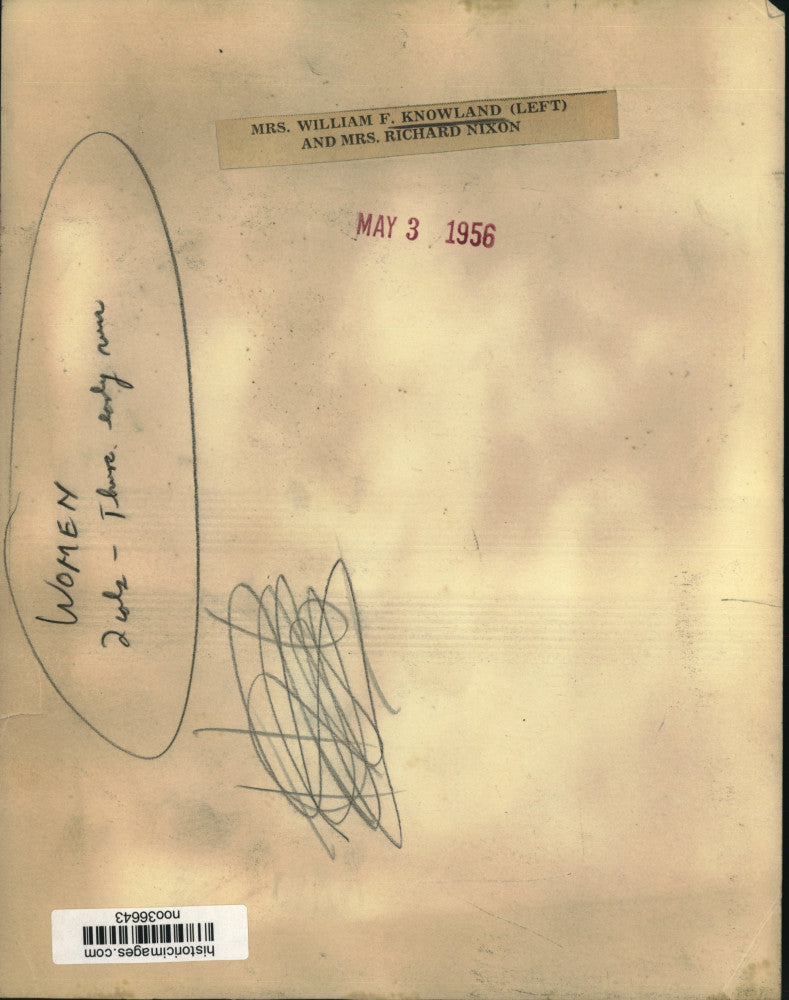 MRS. WILLIAM F. KNOWLAND (LEFT)
AND MRS. RICHARD NIXON
MAY 3 1956
WOMEN
2 cols - Thurs. early run
historicimages.com
noo36643